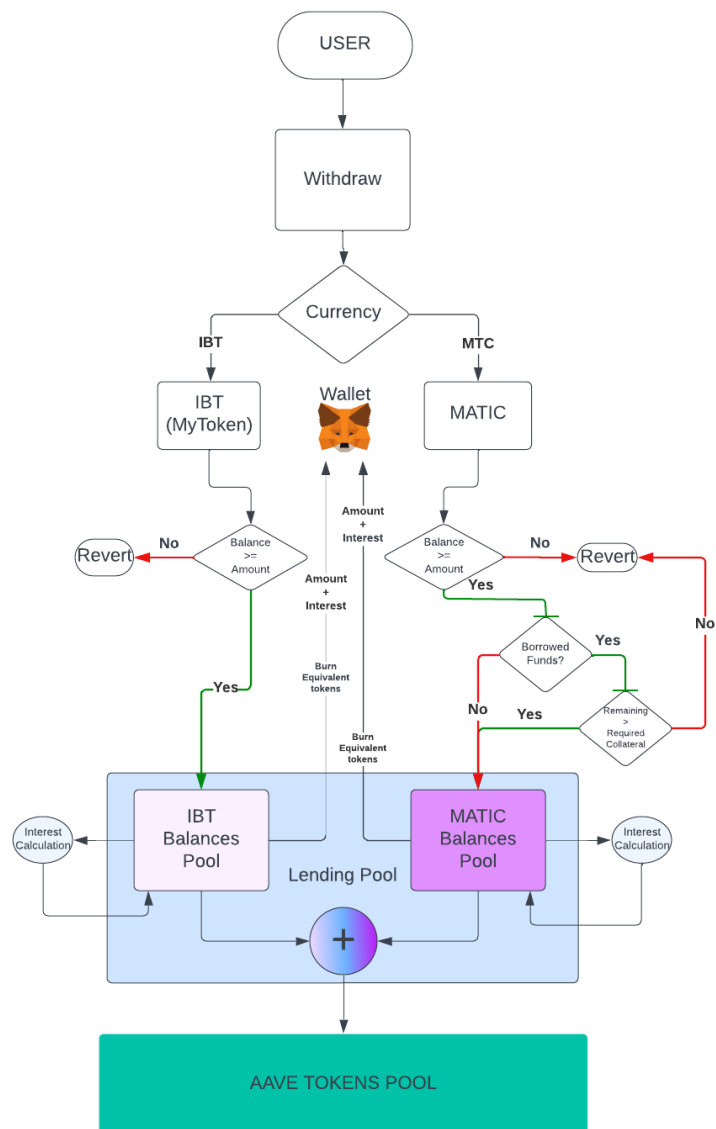 USER
Withdraw
Currency
IBT
MTC
IBT
(MyToken)
Wallet
MATIC
Revert
No
Balance
>=
Amount
Amount
+
Interest
Balance
>=
Amount
No
Revert
Yes
Amount
+
Interest
Borrowed
Funds?
Yes
No
Burn
Equivalent
tokens
Yes
No
Yes
Remaining
>
Required
Collateral
Burn
Equivalent
tokens
Interest
Calculation
IBT
Balances
Pool
MATIC
Balances
Pool
Interest
Calculation
Lending Pool
+
AAVE TOKENS POOL